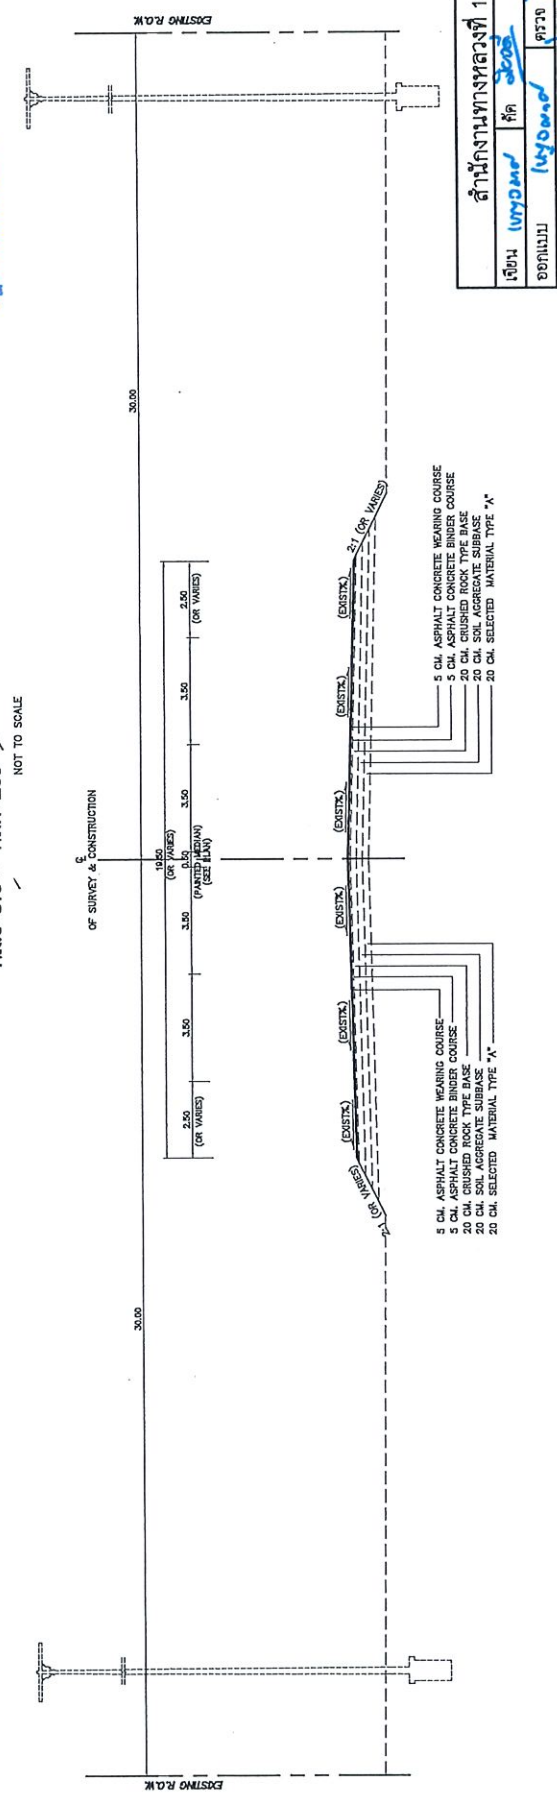 NOT TO SCALE
EXISTING R.O.W.
EXISTING R.O.W.
℄
OF SURVEY & CONSTRUCTION
30.00
30.00
19.50
(OR VARIES)
2.50
(OR VARIES)
3.50
3.50
0.50
(PAINTED MEDIAN)
(SEE PLAN)
3.50
3.50
2.50
(OR VARIES)
2:1 (OR VARIES)
(EXIST.%)
(EXIST.%)
(EXIST.%)
(EXIST.%)
(EXIST.%)
(EXIST.%)
2:1 (OR VARIES)
5 CM. ASPHALT CONCRETE WEARING COURSE
5 CM. ASPHALT CONCRETE BINDER COURSE
20 CM. CRUSHED ROCK TYPE BASE
20 CM. SOIL AGGREGATE SUBBASE
20 CM. SELECTED MATERIAL TYPE "A"
5 CM. ASPHALT CONCRETE WEARING COURSE
5 CM. ASPHALT CONCRETE BINDER COURSE
20 CM. CRUSHED ROCK TYPE BASE
20 CM. SOIL AGGREGATE SUBBASE
20 CM. SELECTED MATERIAL TYPE "A"
สำนักงานทางหลวงที่ 1
เขียน คัด
ออกแบบ ตรวจ